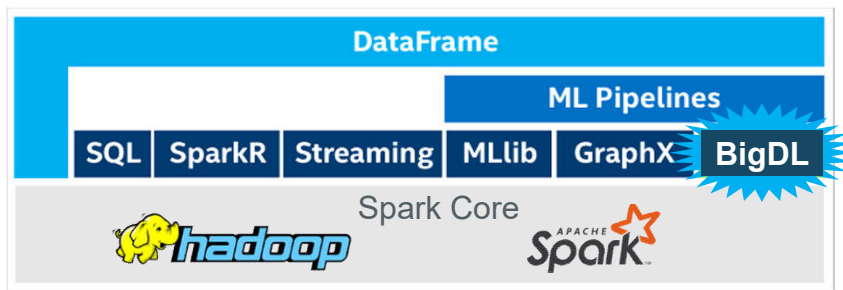 DataFrame
ML Pipelines
SQL SparkR Streaming MLlib GraphX BigDL
Spark Core
hadoop
APACHE
Spark